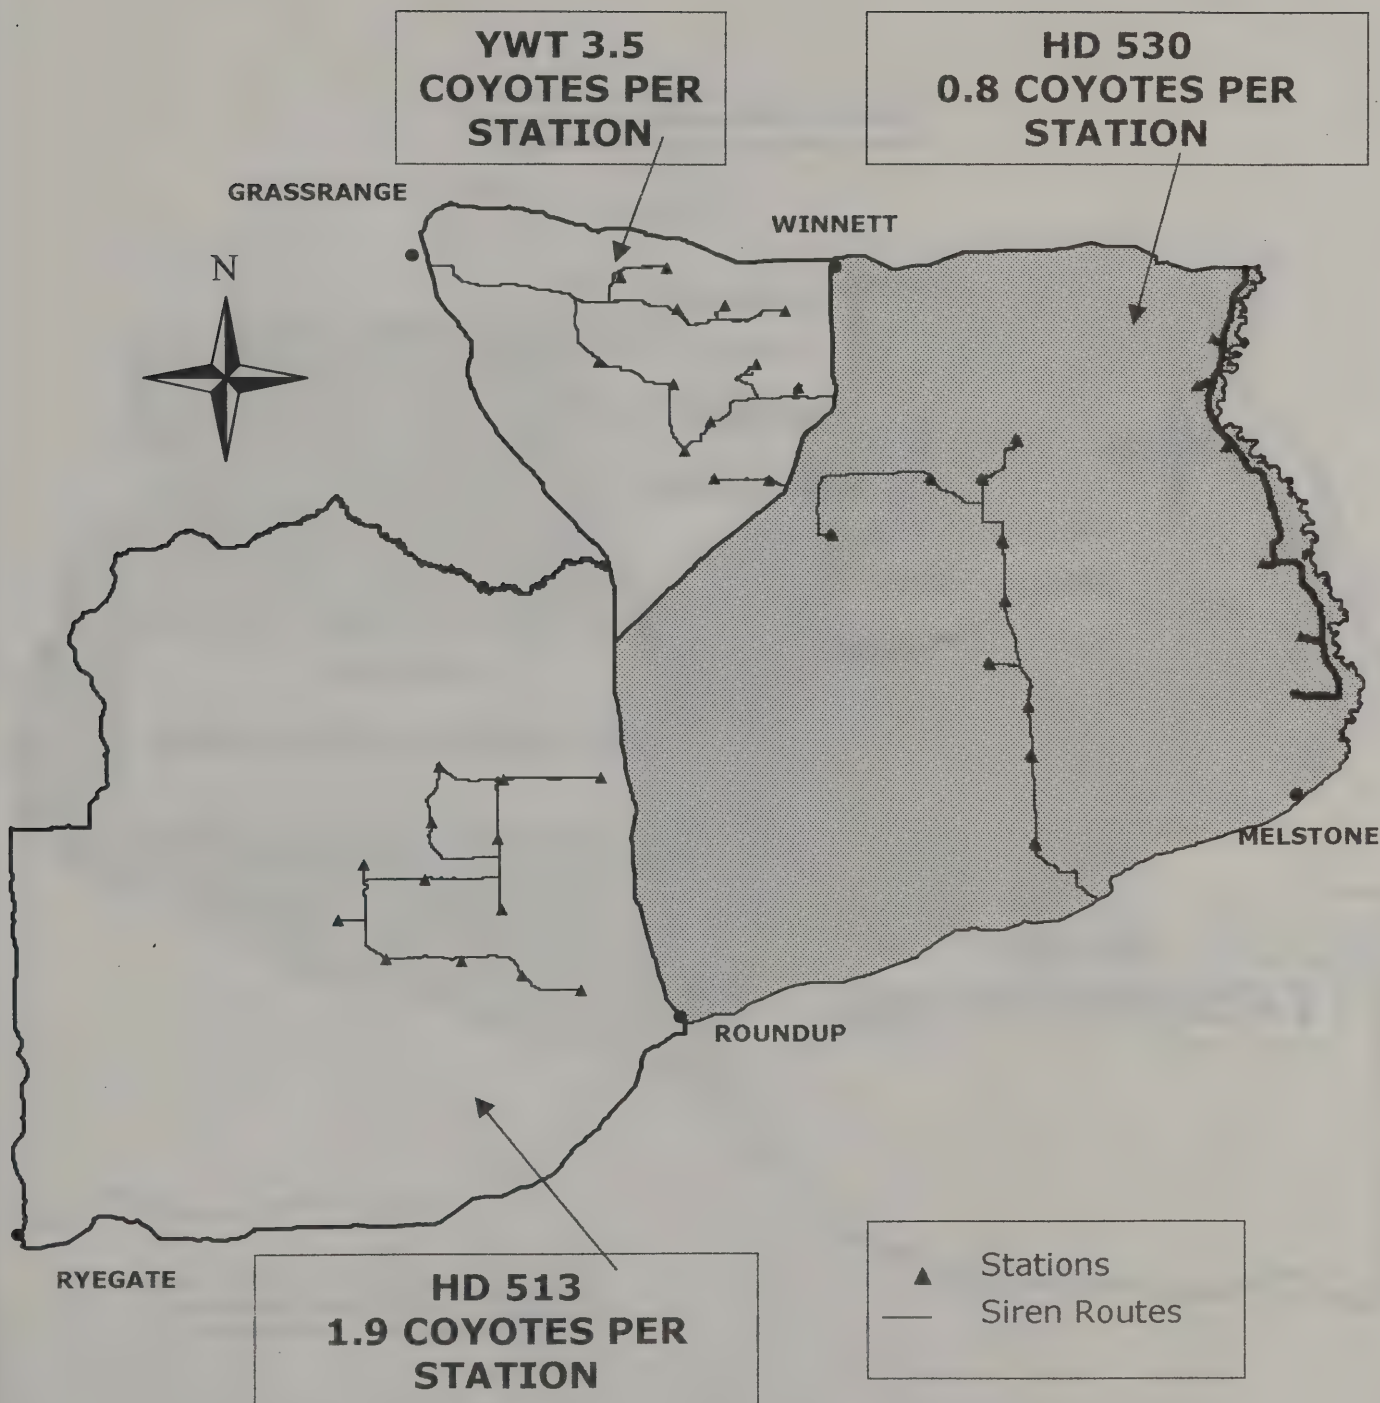 YWT 3.5
COYOTES PER
STATION
HD 530
0.8 COYOTES PER
STATION
GRASSRANGE
WINNETT
N
MELSTONE
ROUNDUP
RYEGATE
HD 513
1.9 COYOTES PER
STATION
Stations
Siren Routes